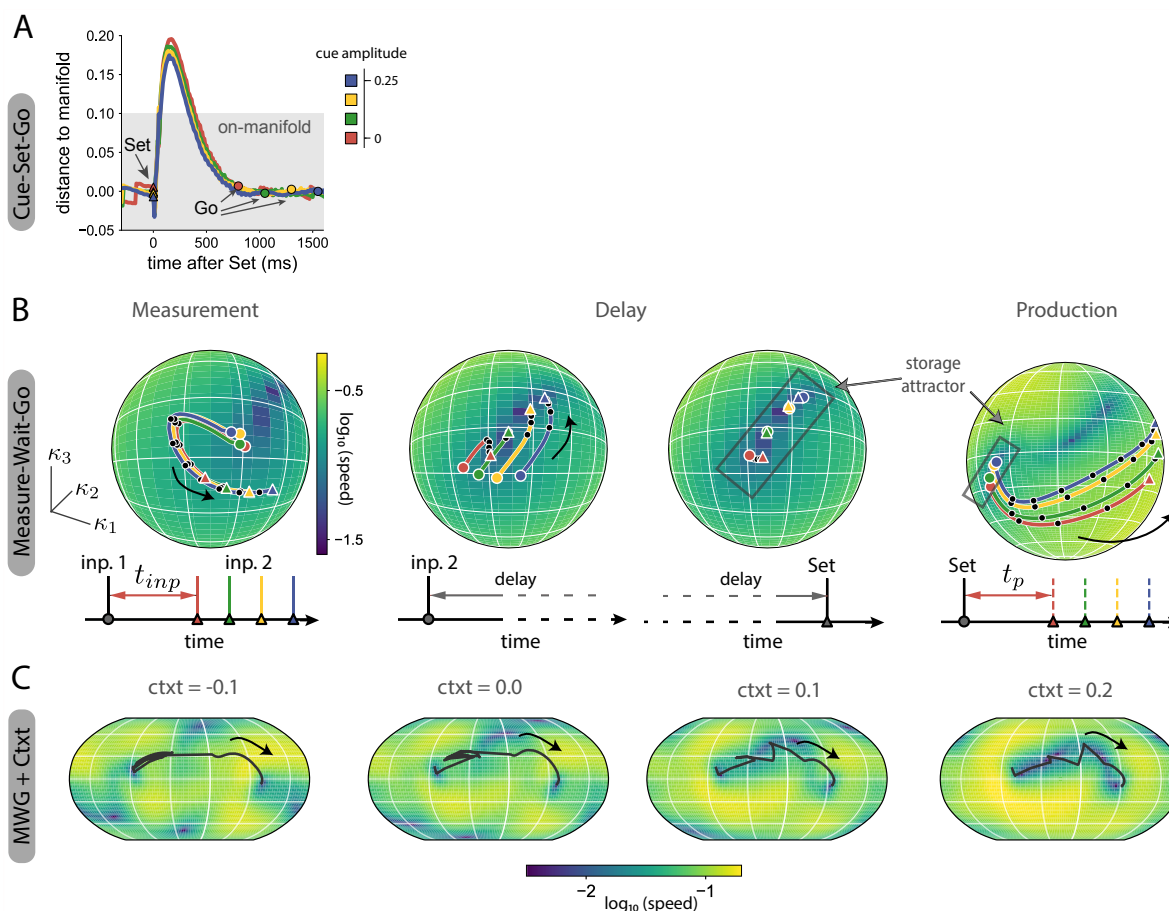 A
Cue-Set-Go
distance to manifold
0.20
0.15
0.10
0.05
0.00
−0.05
on-manifold
Set
Go
0
500
1000
1500
time after Set (ms)
cue amplitude
0.25
0
B
Measure-Wait-Go
Measurement
Delay
Production
storage
attractor
−0.5
−1.5
log₁₀ (speed)
κ₃
κ₂
κ₁
inp. 1
t_inp
inp. 2
time
inp. 2
delay
delay
Set
time
Set
t_p
time
C
MWG + Ctxt
ctxt = -0.1
ctxt = 0.0
ctxt = 0.1
ctxt = 0.2
−2
−1
log₁₀ (speed)